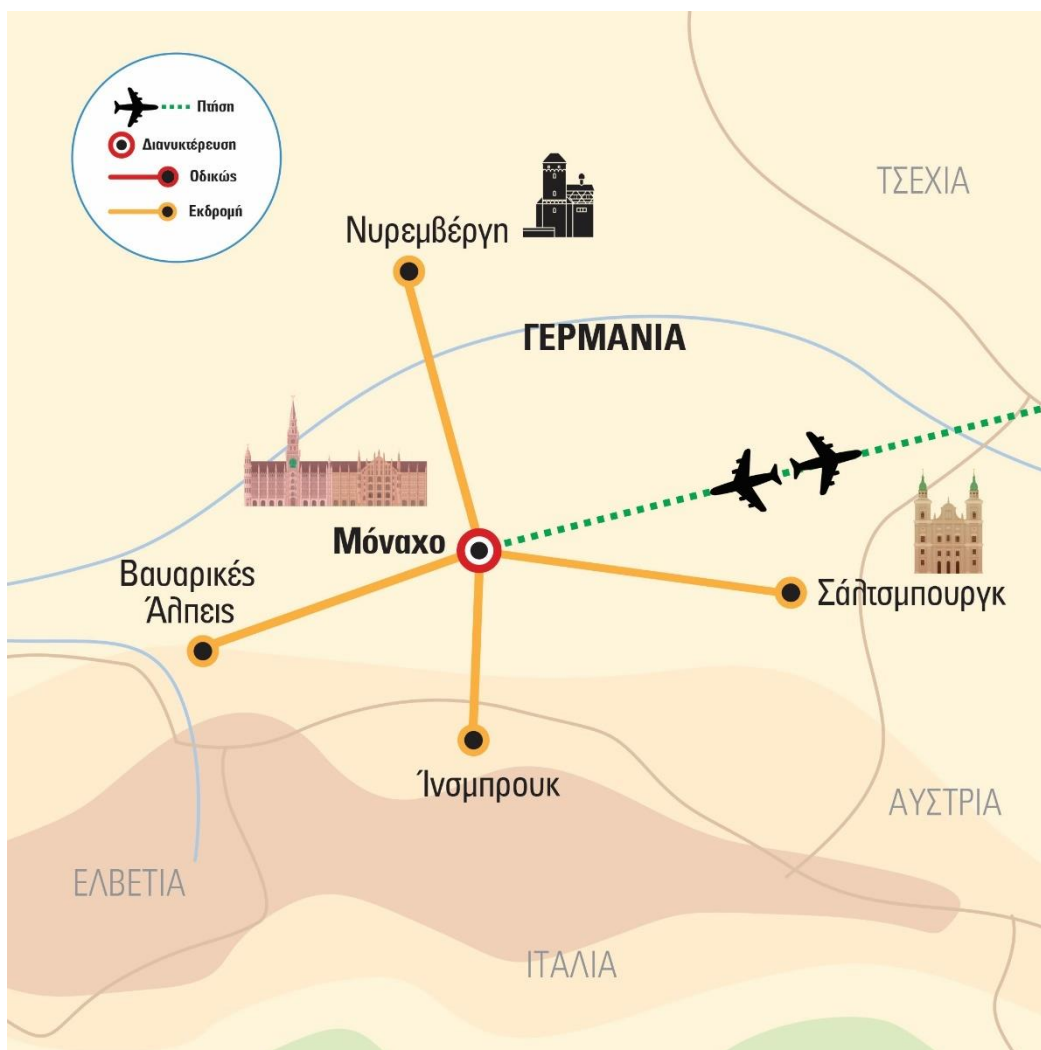 Πτήση
Διανυκτέρευση
Οδικώς
Εκδρομή
ΤΣΕΧΙΑ
Νυρεμβέργη
ΓΕΡΜΑΝΙΑ
Μόναχο
Βαυαρικές
Άλπεις
Σάλτσμπουργκ
Ίνσμπρουκ
ΑΥΣΤΡΙΑ
ΕΛΒΕΤΙΑ
ΙΤΑΛΙΑ